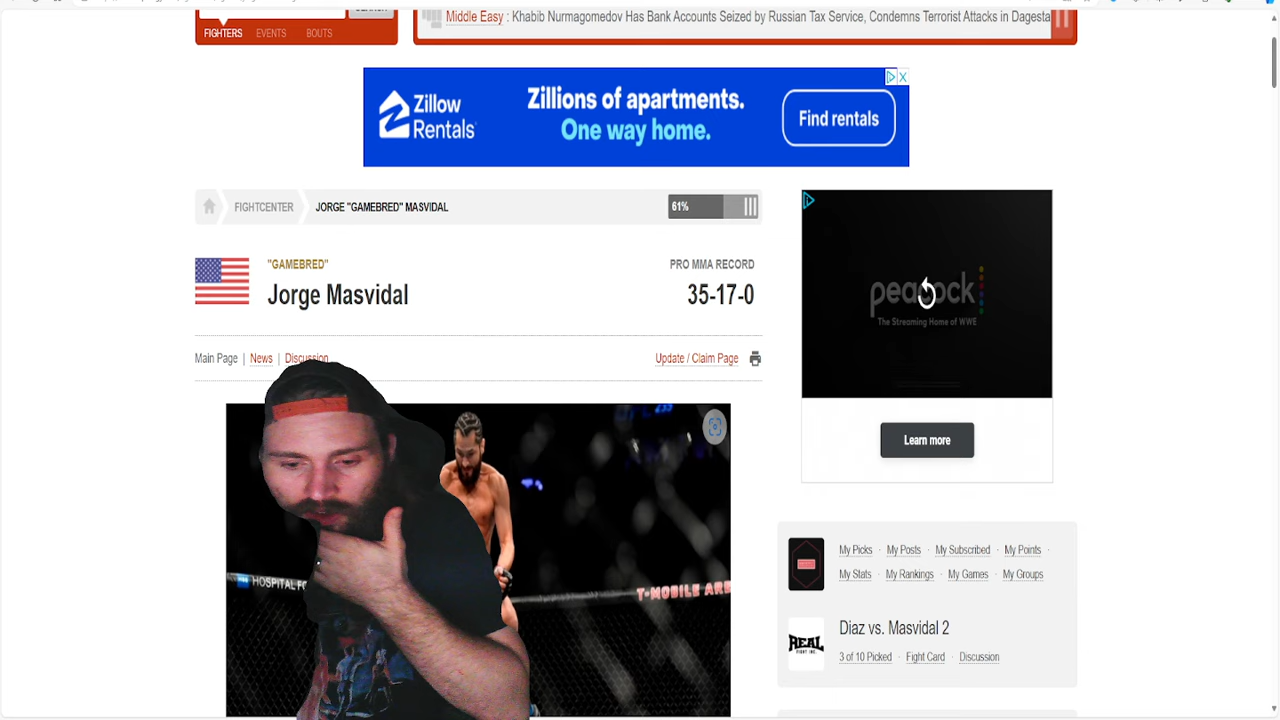 SEARCH
FIGHTERS EVENTS BOUTS
Middle Easy : Khabib Nurmagomedov Has Bank Accounts Seized by Russian Tax Service, Condemns Terrorist Attacks in Dagesta
Zillow
Rentals
Zillions of apartments.
One way home.
Find rentals
FIGHTCENTER JORGE "GAMEBRED" MASVIDAL 61%
"GAMEBRED"
Jorge Masvidal
PRO MMA RECORD
35-17-0
Main Page | News | Discussion
Update / Claim Page
peacock
The Streaming Home of WWE
Learn more
HOSPITAL FO
T-MOBILE ARE
My Picks · My Posts · My Subscribed · My Points ·
My Stats · My Rankings · My Games · My Groups
REAL
FIGHT INC.
Diaz vs. Masvidal 2
3 of 10 Picked · Fight Card · Discussion